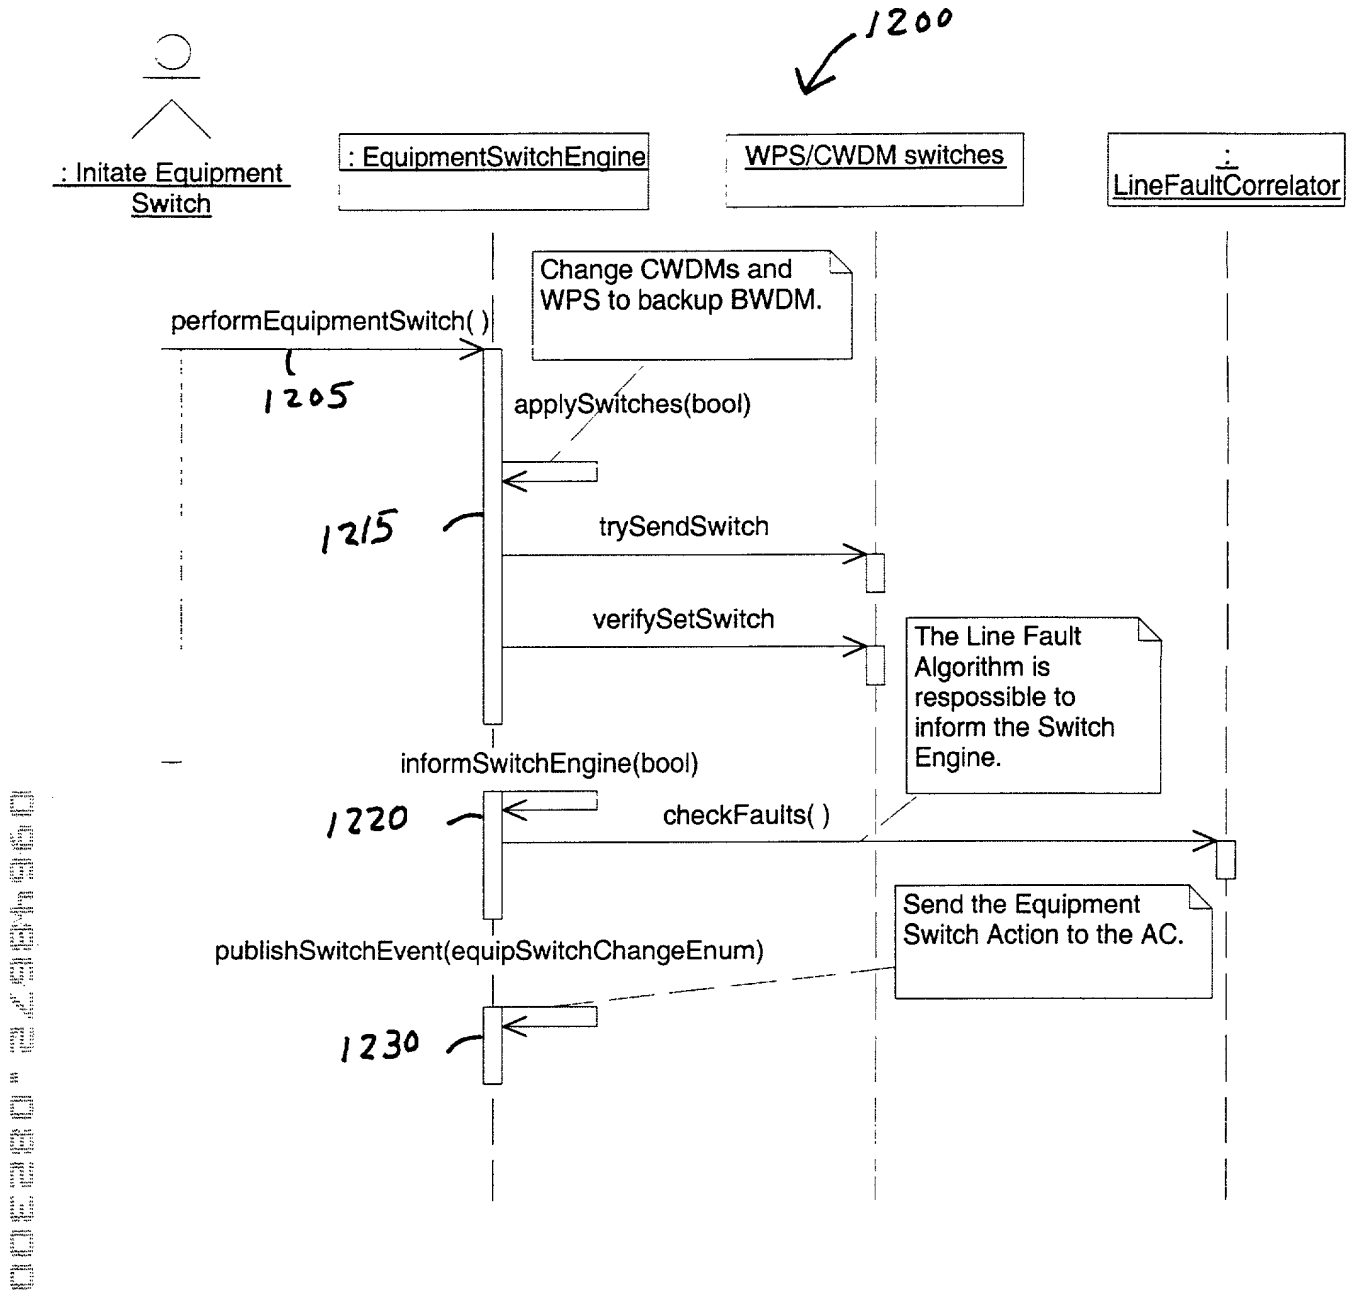 1200
: Initate Equipment
Switch
: EquipmentSwitchEngine
WPS/CWDM switches
:
LineFaultCorrelator
Change CWDMs and
WPS to backup BWDM.
performEquipmentSwitch( )
1205
applySwitches(bool)
1215
trySendSwitch
verifySetSwitch
The Line Fault
Algorithm is
respossible to
inform the Switch
Engine.
informSwitchEngine(bool)
1220
checkFaults( )
Send the Equipment
Switch Action to the AC.
publishSwitchEvent(equipSwitchChangeEnum)
1230